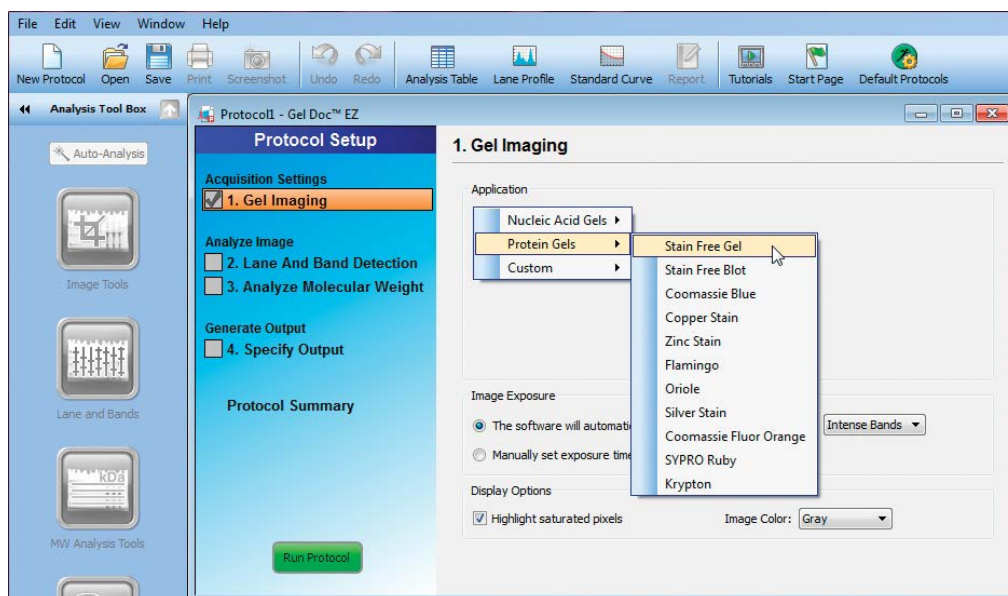 File Edit View Window Help
New Protocol Open Save Print Screenshot Undo Redo Analysis Table Lane Profile Standard Curve Report Tutorials Start Page Default Protocols
Analysis Tool Box
Protocol1 - Gel Doc™ EZ
Auto-Analysis
Image Tools
Lane and Bands
kDa
MW Analysis Tools
Protocol Setup
Acquisition Settings
1. Gel Imaging
Analyze Image
2. Lane And Band Detection
3. Analyze Molecular Weight
Generate Output
4. Specify Output
Protocol Summary
Run Protocol
1. Gel Imaging
Application
Nucleic Acid Gels
Protein Gels
Custom
Stain Free Gel
Stain Free Blot
Coomassie Blue
Copper Stain
Zinc Stain
Flamingo
Oriole
Silver Stain
Coomassie Fluor Orange
SYPRO Ruby
Krypton
Image Exposure
The software will automati Intense Bands
Manually set exposure time
Display Options
Highlight saturated pixels Image Color: Gray